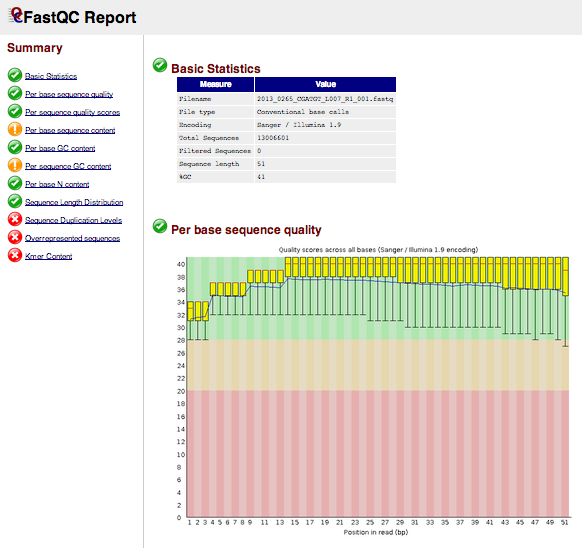 FastQC Report
Summary
Basic Statistics
Per base sequence quality
Per sequence quality scores
Per base sequence content
Per base GC content
Per sequence GC content
Per base N content
Sequence Length Distribution
Sequence Duplication Levels
Overrepresented sequences
Kmer Content
Basic Statistics
Measure Value
Filename 2013_0265_CGATGT_L007_R1_001.fastq
File type Conventional base calls
Encoding Sanger / Illumina 1.9
Total Sequences 13006601
Filtered Sequences 0
Sequence length 51
%GC 41
Per base sequence quality
Quality scores across all bases (Sanger / Illumina 1.9 encoding)
40
38
36
34
32
30
28
26
24
22
20
18
16
14
12
10
8
6
4
2
0
1 2 3 4 5 6 7 8 9 11 13 15 17 19 21 23 25 27 29 31 33 35 37 39 41 43 45 47 49 51
Position in read (bp)